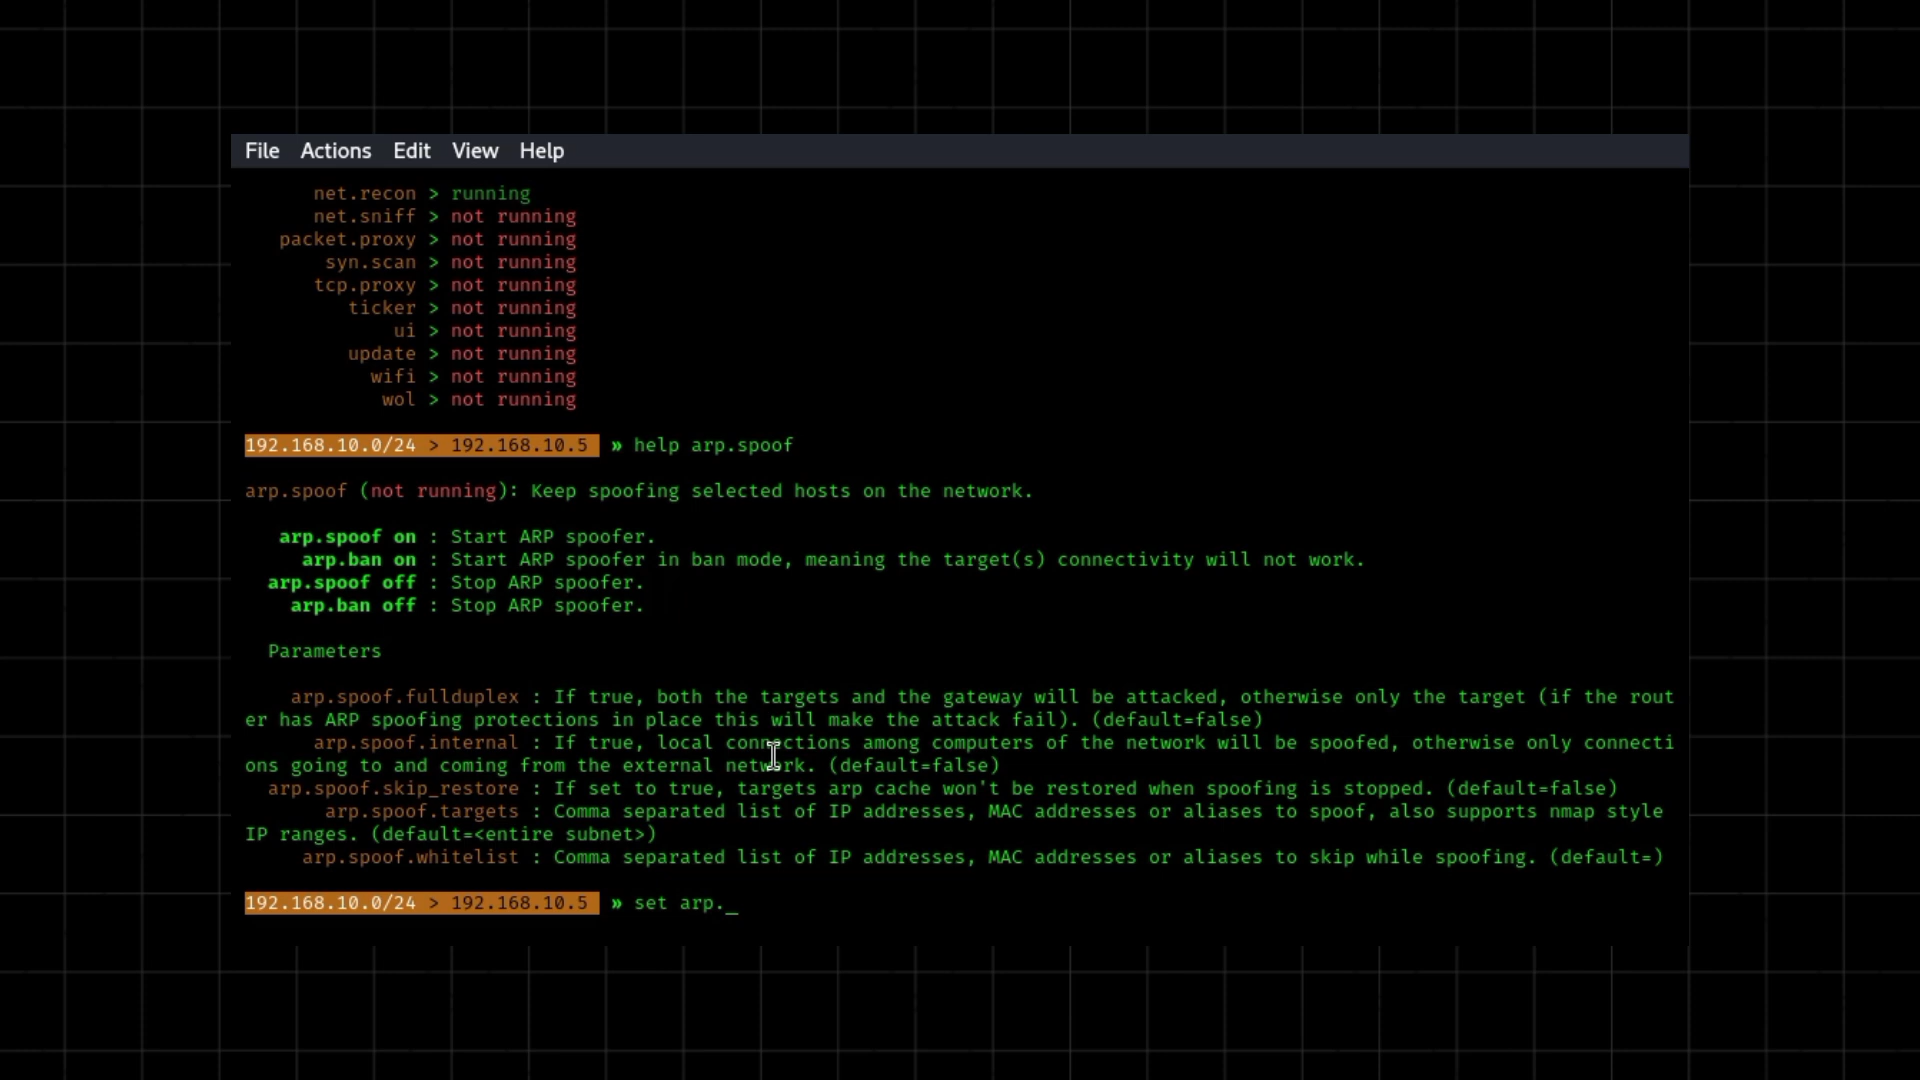 File Actions Edit View Help
net.recon > running
net.sniff > not running
packet.proxy > not running
syn.scan > not running
tcp.proxy > not running
ticker > not running
ui > not running
update > not running
wifi > not running
wol > not running
192.168.10.0/24 > 192.168.10.5 » help arp.spoof
arp.spoof (not running): Keep spoofing selected hosts on the network.
arp.spoof on : Start ARP spoofer.
arp.ban on : Start ARP spoofer in ban mode, meaning the target(s) connectivity will not work.
arp.spoof off : Stop ARP spoofer.
arp.ban off : Stop ARP spoofer.
Parameters
arp.spoof.fullduplex : If true, both the targets and the gateway will be attacked, otherwise only the target (if the rout
er has ARP spoofing protections in place this will make the attack fail). (default=false)
arp.spoof.internal : If true, local connections among computers of the network will be spoofed, otherwise only connecti
ons going to and coming from the external network. (default=false)
arp.spoof.skip_restore : If set to true, targets arp cache won't be restored when spoofing is stopped. (default=false)
arp.spoof.targets : Comma separated list of IP addresses, MAC addresses or aliases to spoof, also supports nmap style
IP ranges. (default=<entire subnet>)
arp.spoof.whitelist : Comma separated list of IP addresses, MAC addresses or aliases to skip while spoofing. (default=)
192.168.10.0/24 > 192.168.10.5 » set arp._